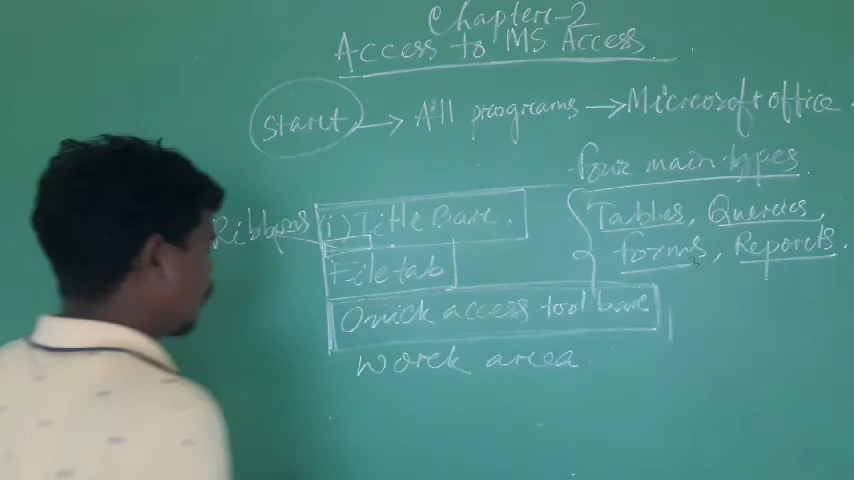 Chapter-2
Access to MS Access
Start → All programs → Microsoft office
four main types
Tables, Queries
forms, Reports
Ribbons
(i) Title Bar.
File tab
Quick access tool bar
Work area